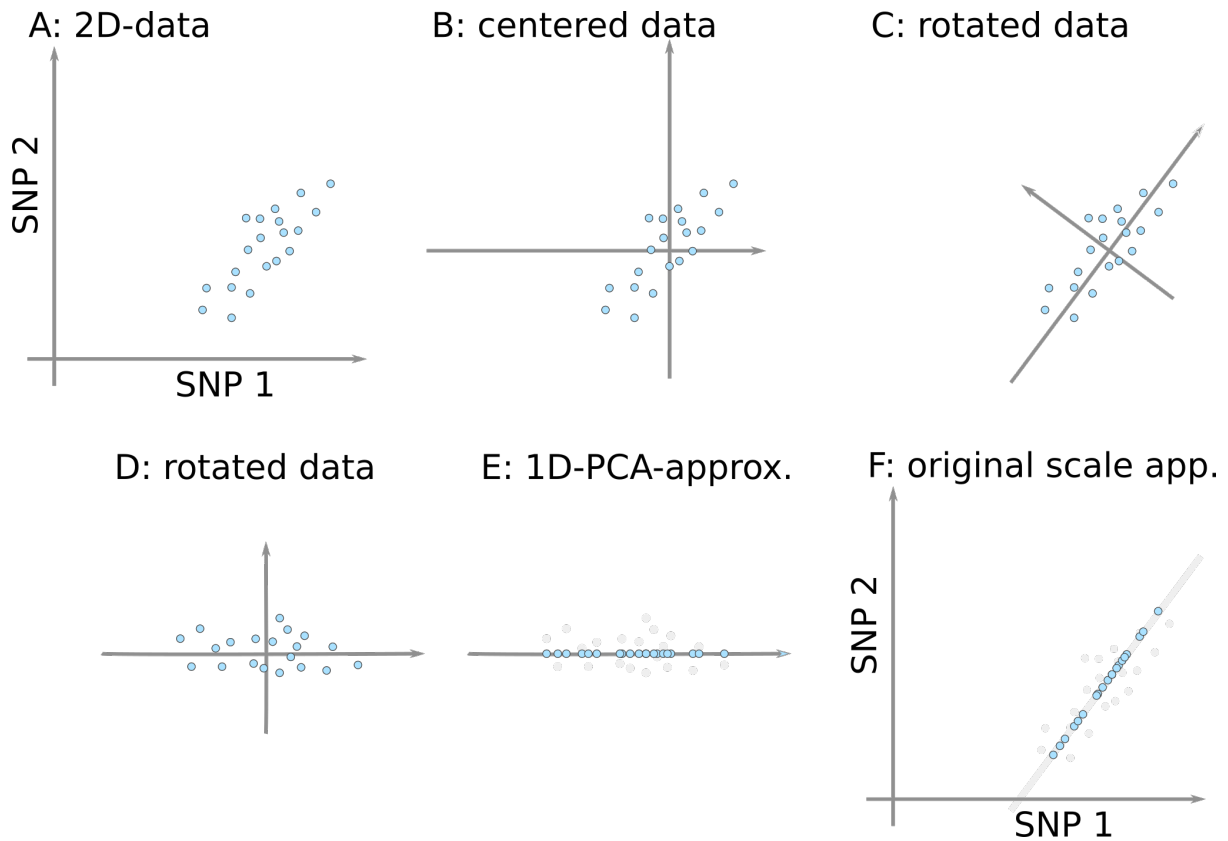 A: 2D-data
B: centered data
C: rotated data
SNP 2
SNP 1
D: rotated data
E: 1D-PCA-approx.
F: original scale app.
SNP 2
SNP 1